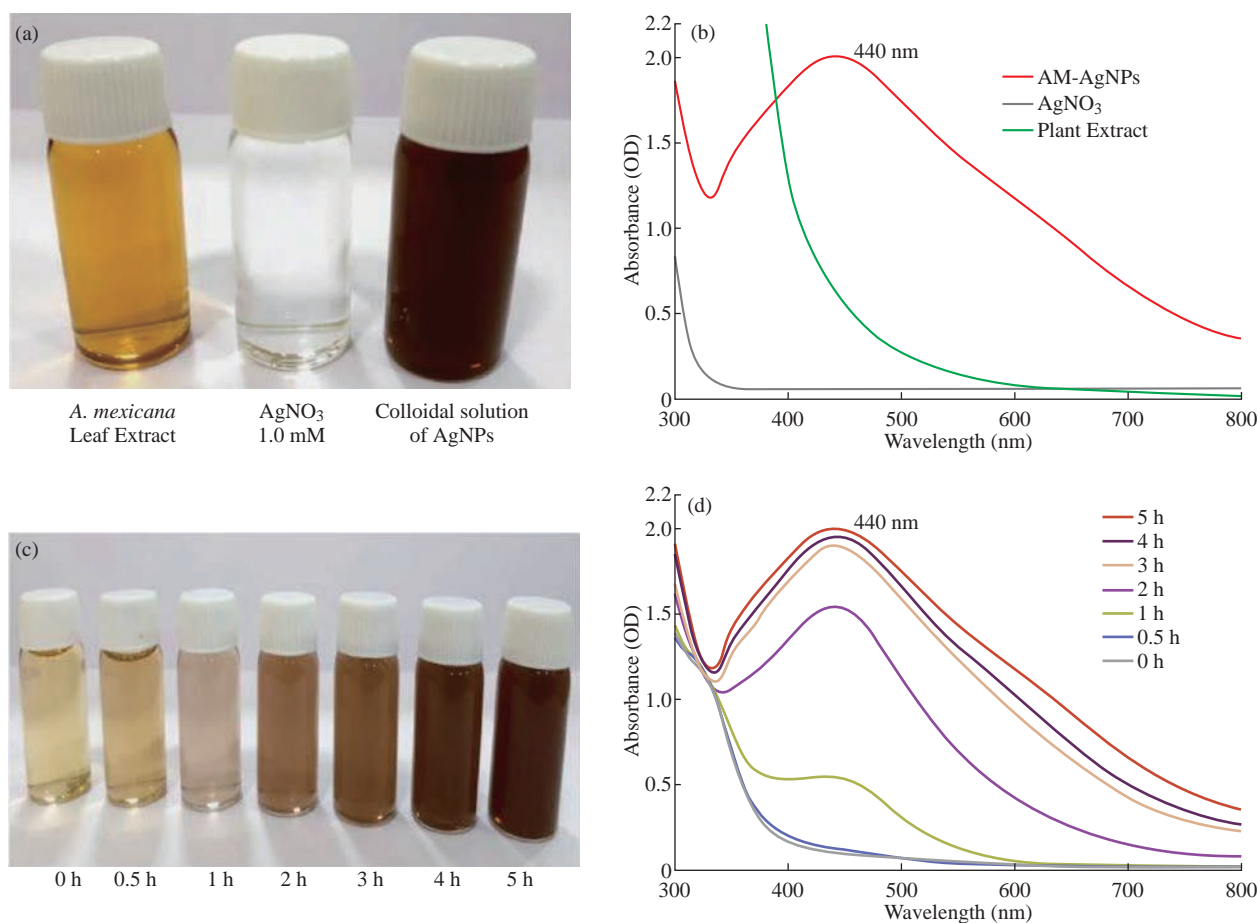 (a)
A. mexicana
Leaf Extract
AgNO3
1.0 mM
Colloidal solution
of AgNPs
(b)
440 nm
AM-AgNPs
AgNO3
Plant Extract
2.2
2.0
1.5
1.0
0.5
0
Absorbance (OD)
300 400 500 600 700 800
Wavelength (nm)
(c)
0 h 0.5 h 1 h 2 h 3 h 4 h 5 h
(d)
440 nm
5 h
4 h
3 h
2 h
1 h
0.5 h
0 h
2.2
2.0
1.5
1.0
0.5
0
Absorbance (OD)
300 400 500 600 700 800
Wavelength (nm)